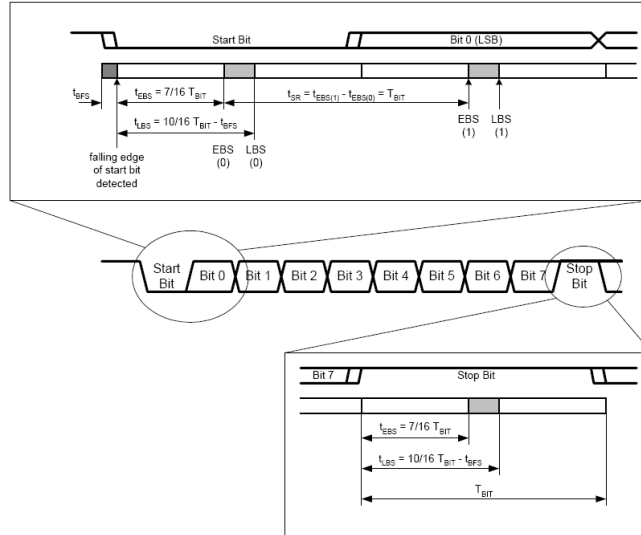 Start Bit
Bit 0 (LSB)
tBFS
tEBS = 7/16 TBIT
tSR = tEBS(1) - tEBS(0) = TBIT
tLBS = 10/16 TBIT - tBFS
EBS (0)
LBS (0)
EBS (1)
LBS (1)
falling edge
of start bit
detected
Start Bit
Bit 0
Bit 1
Bit 2
Bit 3
Bit 4
Bit 5
Bit 6
Bit 7
Stop Bit
Bit 7
Stop Bit
tEBS = 7/16 TBIT
tLBS = 10/16 TBIT - tBFS
TBIT